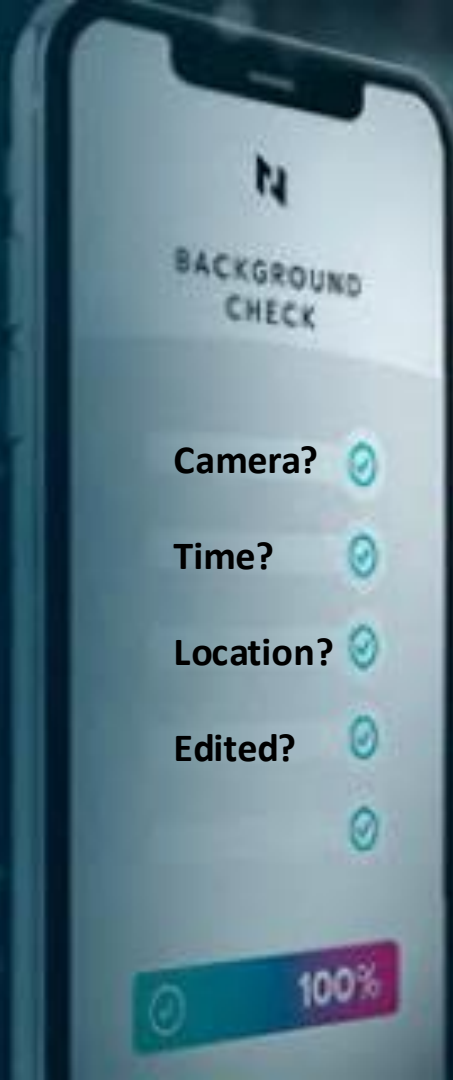 BACKGROUND
CHECK
Camera?
Time?
Location?
Edited?
100%